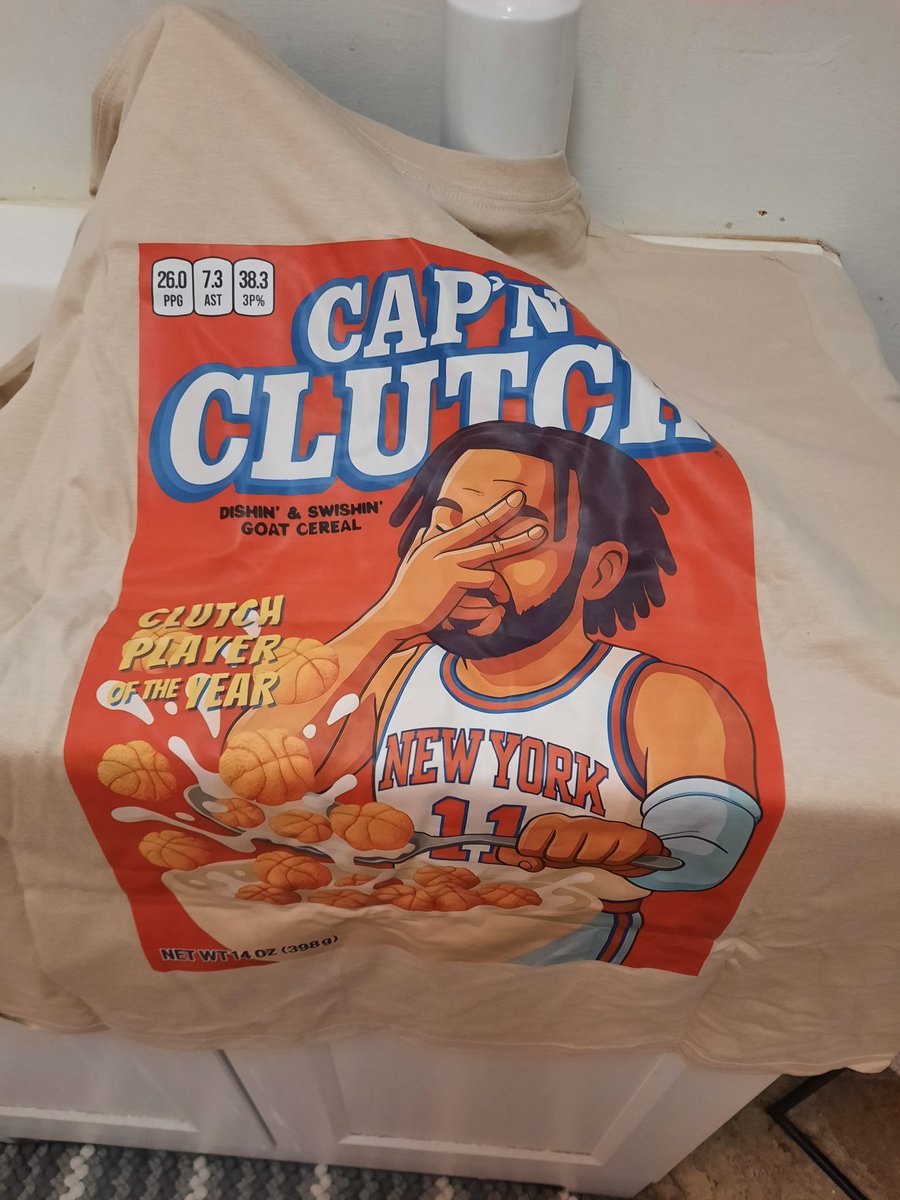 26.0 7.3 38.3
PPG AST 3P%
CAP'N
CLUTCH
DISHIN' & SWISHIN'
GOAT CEREAL
CLUTCH
PLAYER
OF THE YEAR
NEW YORK
11
NET WT 14 OZ (398g)